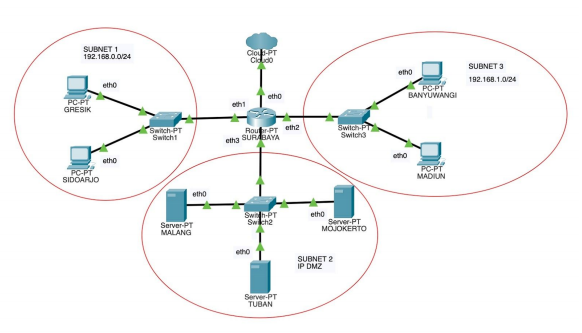 Cloud-PT
Cloud0
SUBNET 1
192.168.0.0/24
eth0
PC-PT
GRESIK
eth0
PC-PT
SIDOARJO
Switch-PT
Switch1
eth1
eth0
Router-PT
SURABAYA
eth3
eth2
SUBNET 3
192.168.1.0/24
eth0
PC-PT
BANYUWANGI
Switch-PT
Switch3
eth0
PC-PT
MADIUN
eth0
Server-PT
MALANG
Switch-PT
Switch2
eth0
Server-PT
MOJOKERTO
eth0
Server-PT
TUBAN
SUBNET 2
IP DMZ